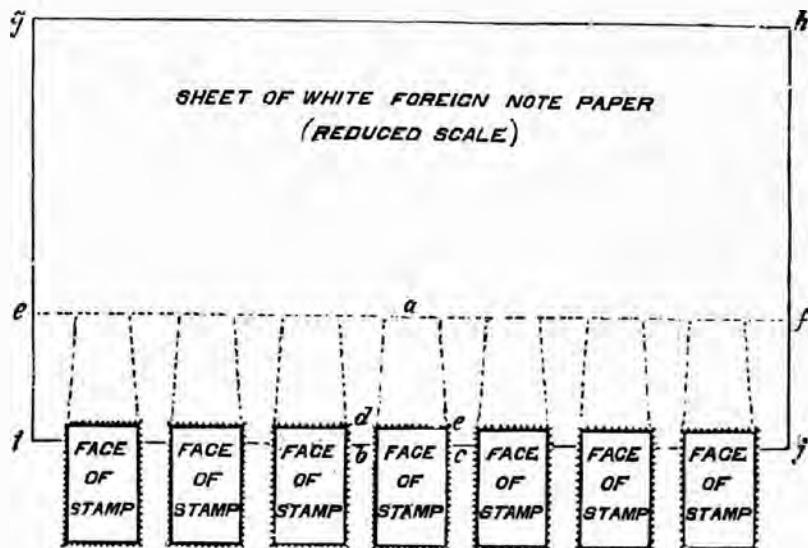 g h
SHEET OF WHITE FOREIGN NOTE PAPER
(REDUCED SCALE)
e a f
d e
i b c j
FACE OF STAMP
FACE OF STAMP
FACE OF STAMP
FACE OF STAMP
FACE OF STAMP
FACE OF STAMP
FACE OF STAMP